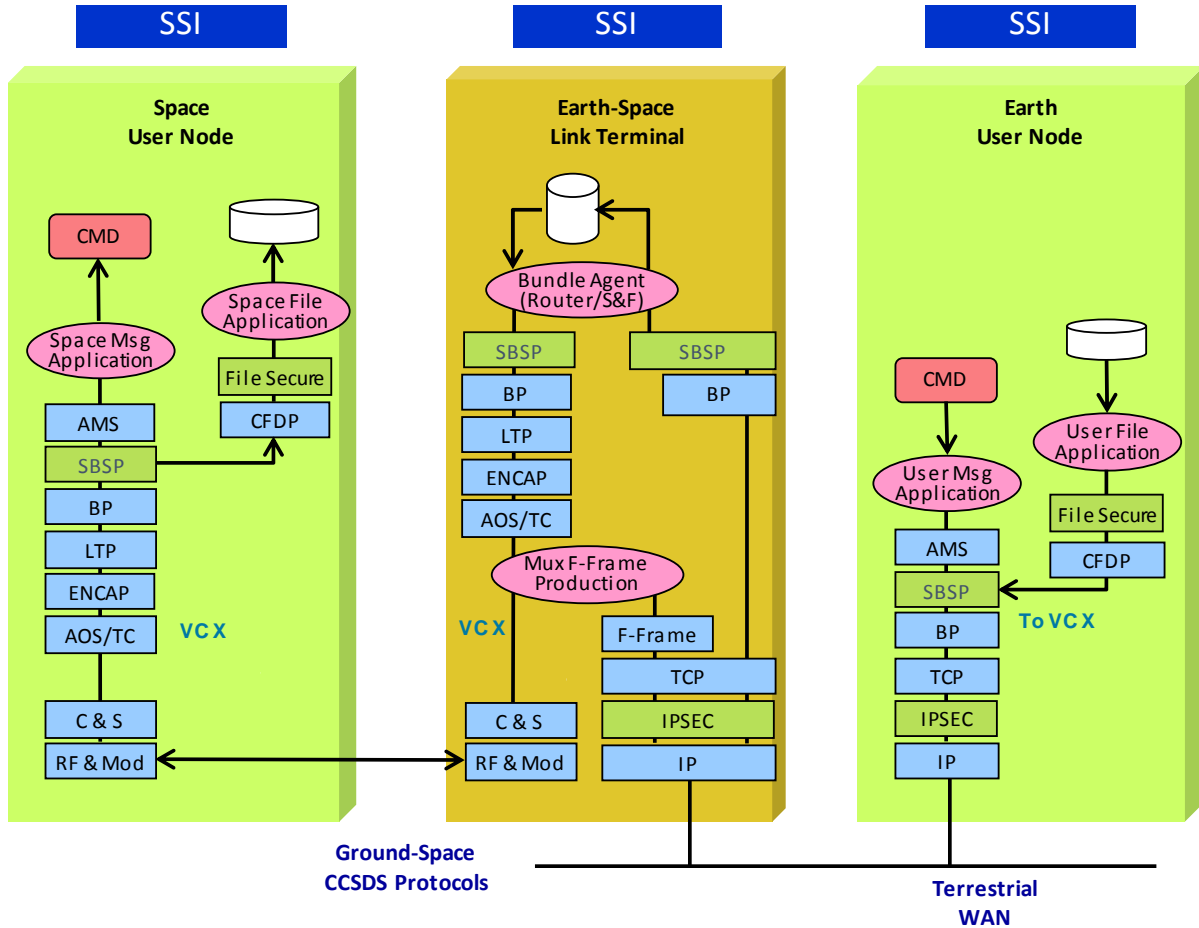 SSI
SSI
SSI
Space
User Node
CMD
Space File
Application
Space Msg
Application
File Secure
AMS
CFDP
SBSP
BP
LTP
ENCAP
AOS/TC
VCX
C & S
RF & Mod
Earth-Space
Link Terminal
Bundle Agent
(Router/S&F)
SBSP
SBSP
BP
BP
LTP
ENCAP
AOS/TC
Mux F-Frame
Production
VCX
F-Frame
TCP
C & S
IPSEC
RF & Mod
IP
Earth
User Node
CMD
User File
Application
User Msg
Application
File Secure
AMS
CFDP
SBSP
To VCX
BP
TCP
IPSEC
IP
Ground-Space
CCSDS Protocols
Terrestrial
WAN